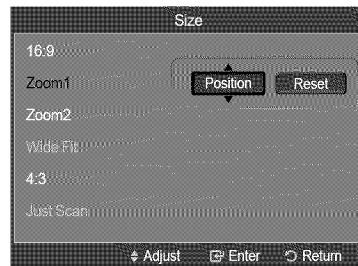 Size
16:9
Zoom1 Position Reset
Zoom2
Wide Fit
4:3
Just Scan
Adjust Enter Return